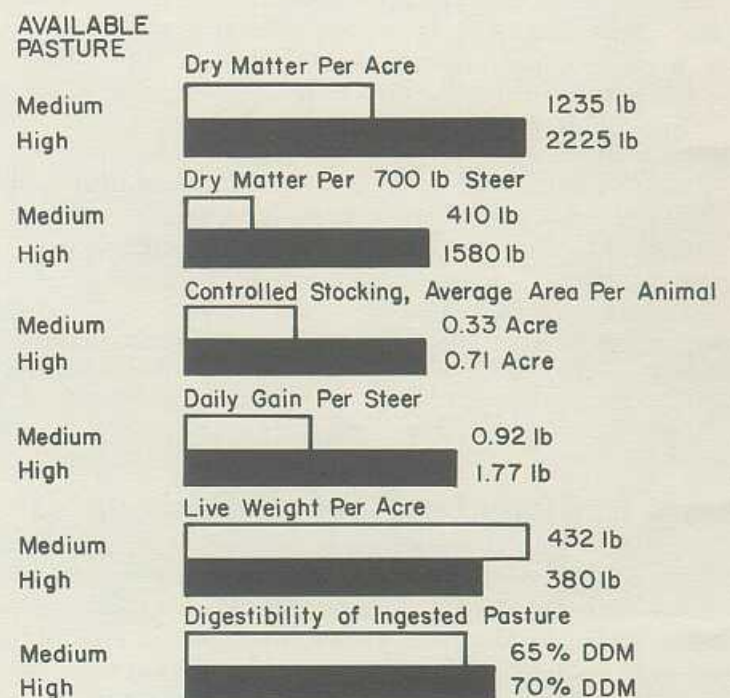 AVAILABLE
PASTURE
Dry Matter Per Acre
Medium 1235 lb
High 2225 lb
Dry Matter Per 700 lb Steer
Medium 410 lb
High 1580 lb
Controlled Stocking, Average Area Per Animal
Medium 0.33 Acre
High 0.71 Acre
Daily Gain Per Steer
Medium 0.92 lb
High 1.77 lb
Live Weight Per Acre
Medium 432 lb
High 380 lb
Digestibility of Ingested Pasture
Medium 65% DDM
High 70% DDM